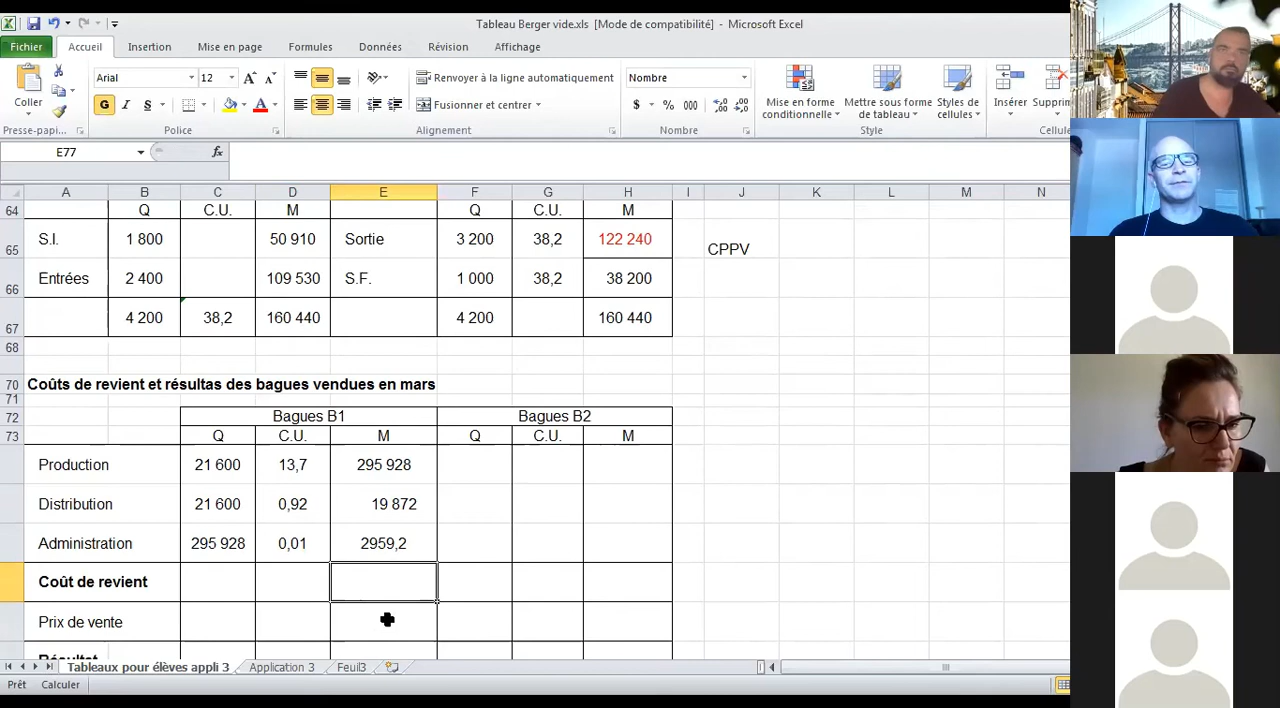 Tableau Berger vide.xls [Mode de compatibilité] - Microsoft Excel
Fichier Accueil Insertion Mise en page Formules Données Révision Affichage
Coller
Presse-papi...
Arial 12
G I S
Police
Renvoyer à la ligne automatiquement
Fusionner et centrer
Alignement
Nombre
$ % 000
Nombre
Mise en forme conditionnelle
Mettre sous forme de tableau
Styles de cellules
Style
Insérer
Supprim
Cellule
E77 fx
A B C D E F G H I J K L M N
64 Q C.U. M Q C.U. M
65 S.I. 1 800 50 910 Sortie 3 200 38,2 122 240 CPPV
66 Entrées 2 400 109 530 S.F. 1 000 38,2 38 200
67 4 200 38,2 160 440 4 200 160 440
68
70 Coûts de revient et résultas des bagues vendues en mars
71
72 Bagues B1 Bagues B2
73 Q C.U. M Q C.U. M
Production 21 600 13,7 295 928
Distribution 21 600 0,92 19 872
Administration 295 928 0,01 2959,2
Coût de revient
Prix de vente
Résultat
Tableaux pour élèves appli 3 Application 3 Feuil3
Prêt Calculer